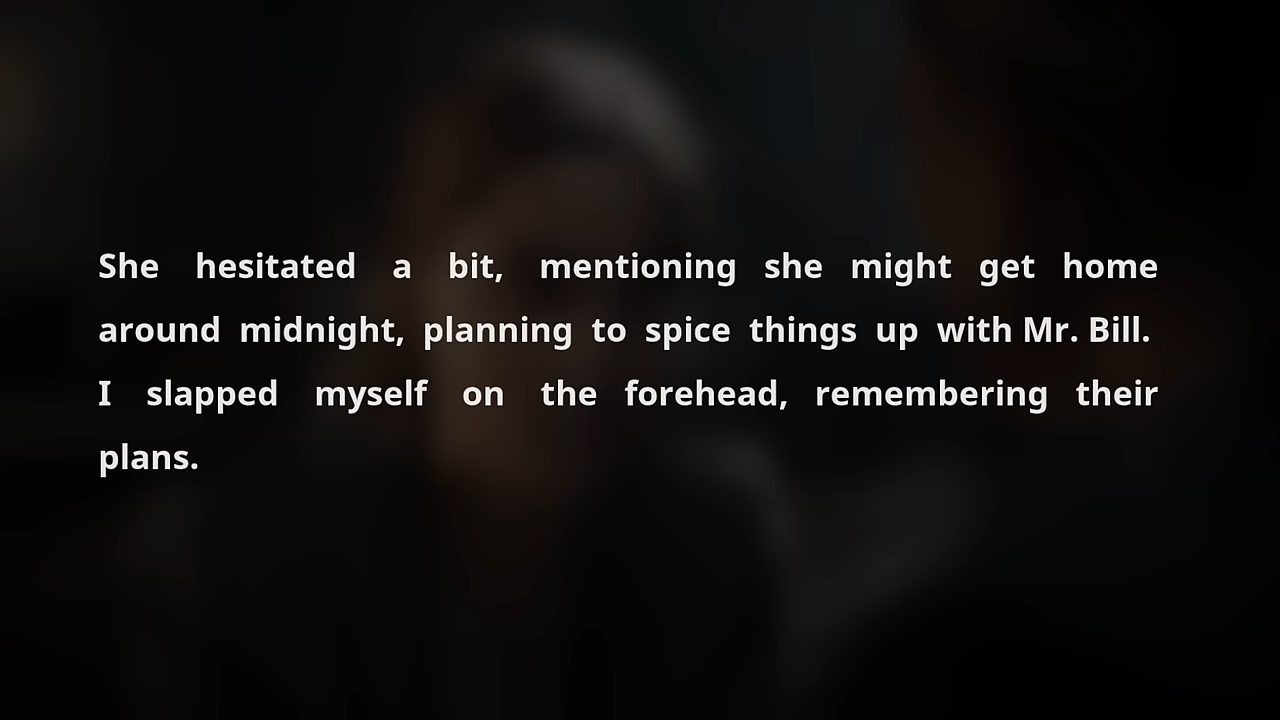 She hesitated a bit, mentioning she might get home
around midnight, planning to spice things up with Mr. Bill.
I slapped myself on the forehead, remembering their
plans.